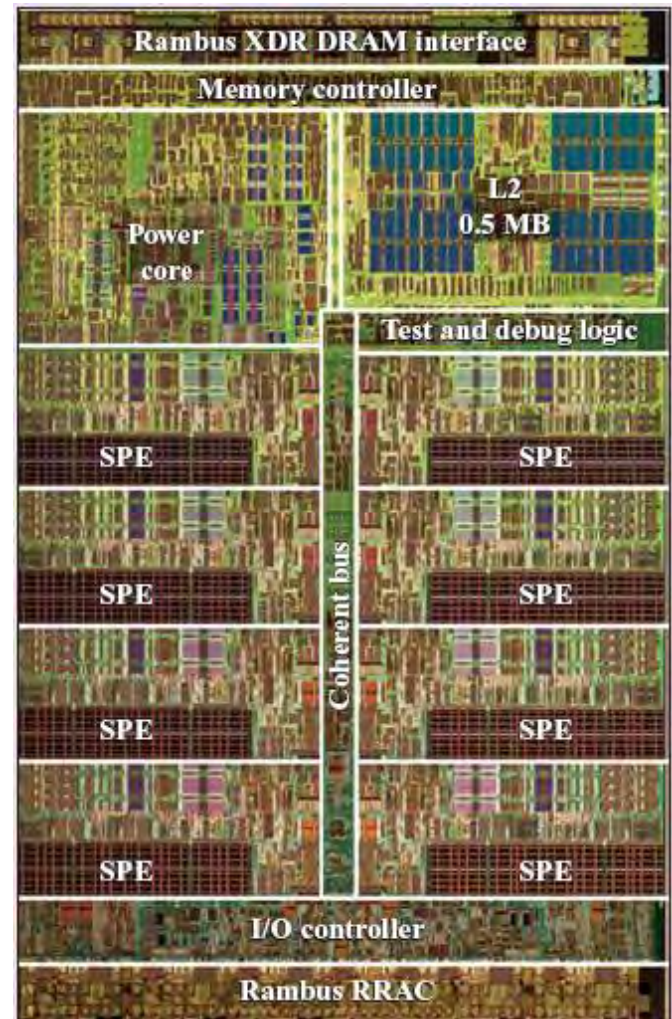 Rambus XDR DRAM interface
Memory controller
Power
core
L2
0.5 MB
Test and debug logic
SPE
SPE
SPE
SPE
Coherent bus
SPE
SPE
SPE
SPE
I/O controller
Rambus RRAC